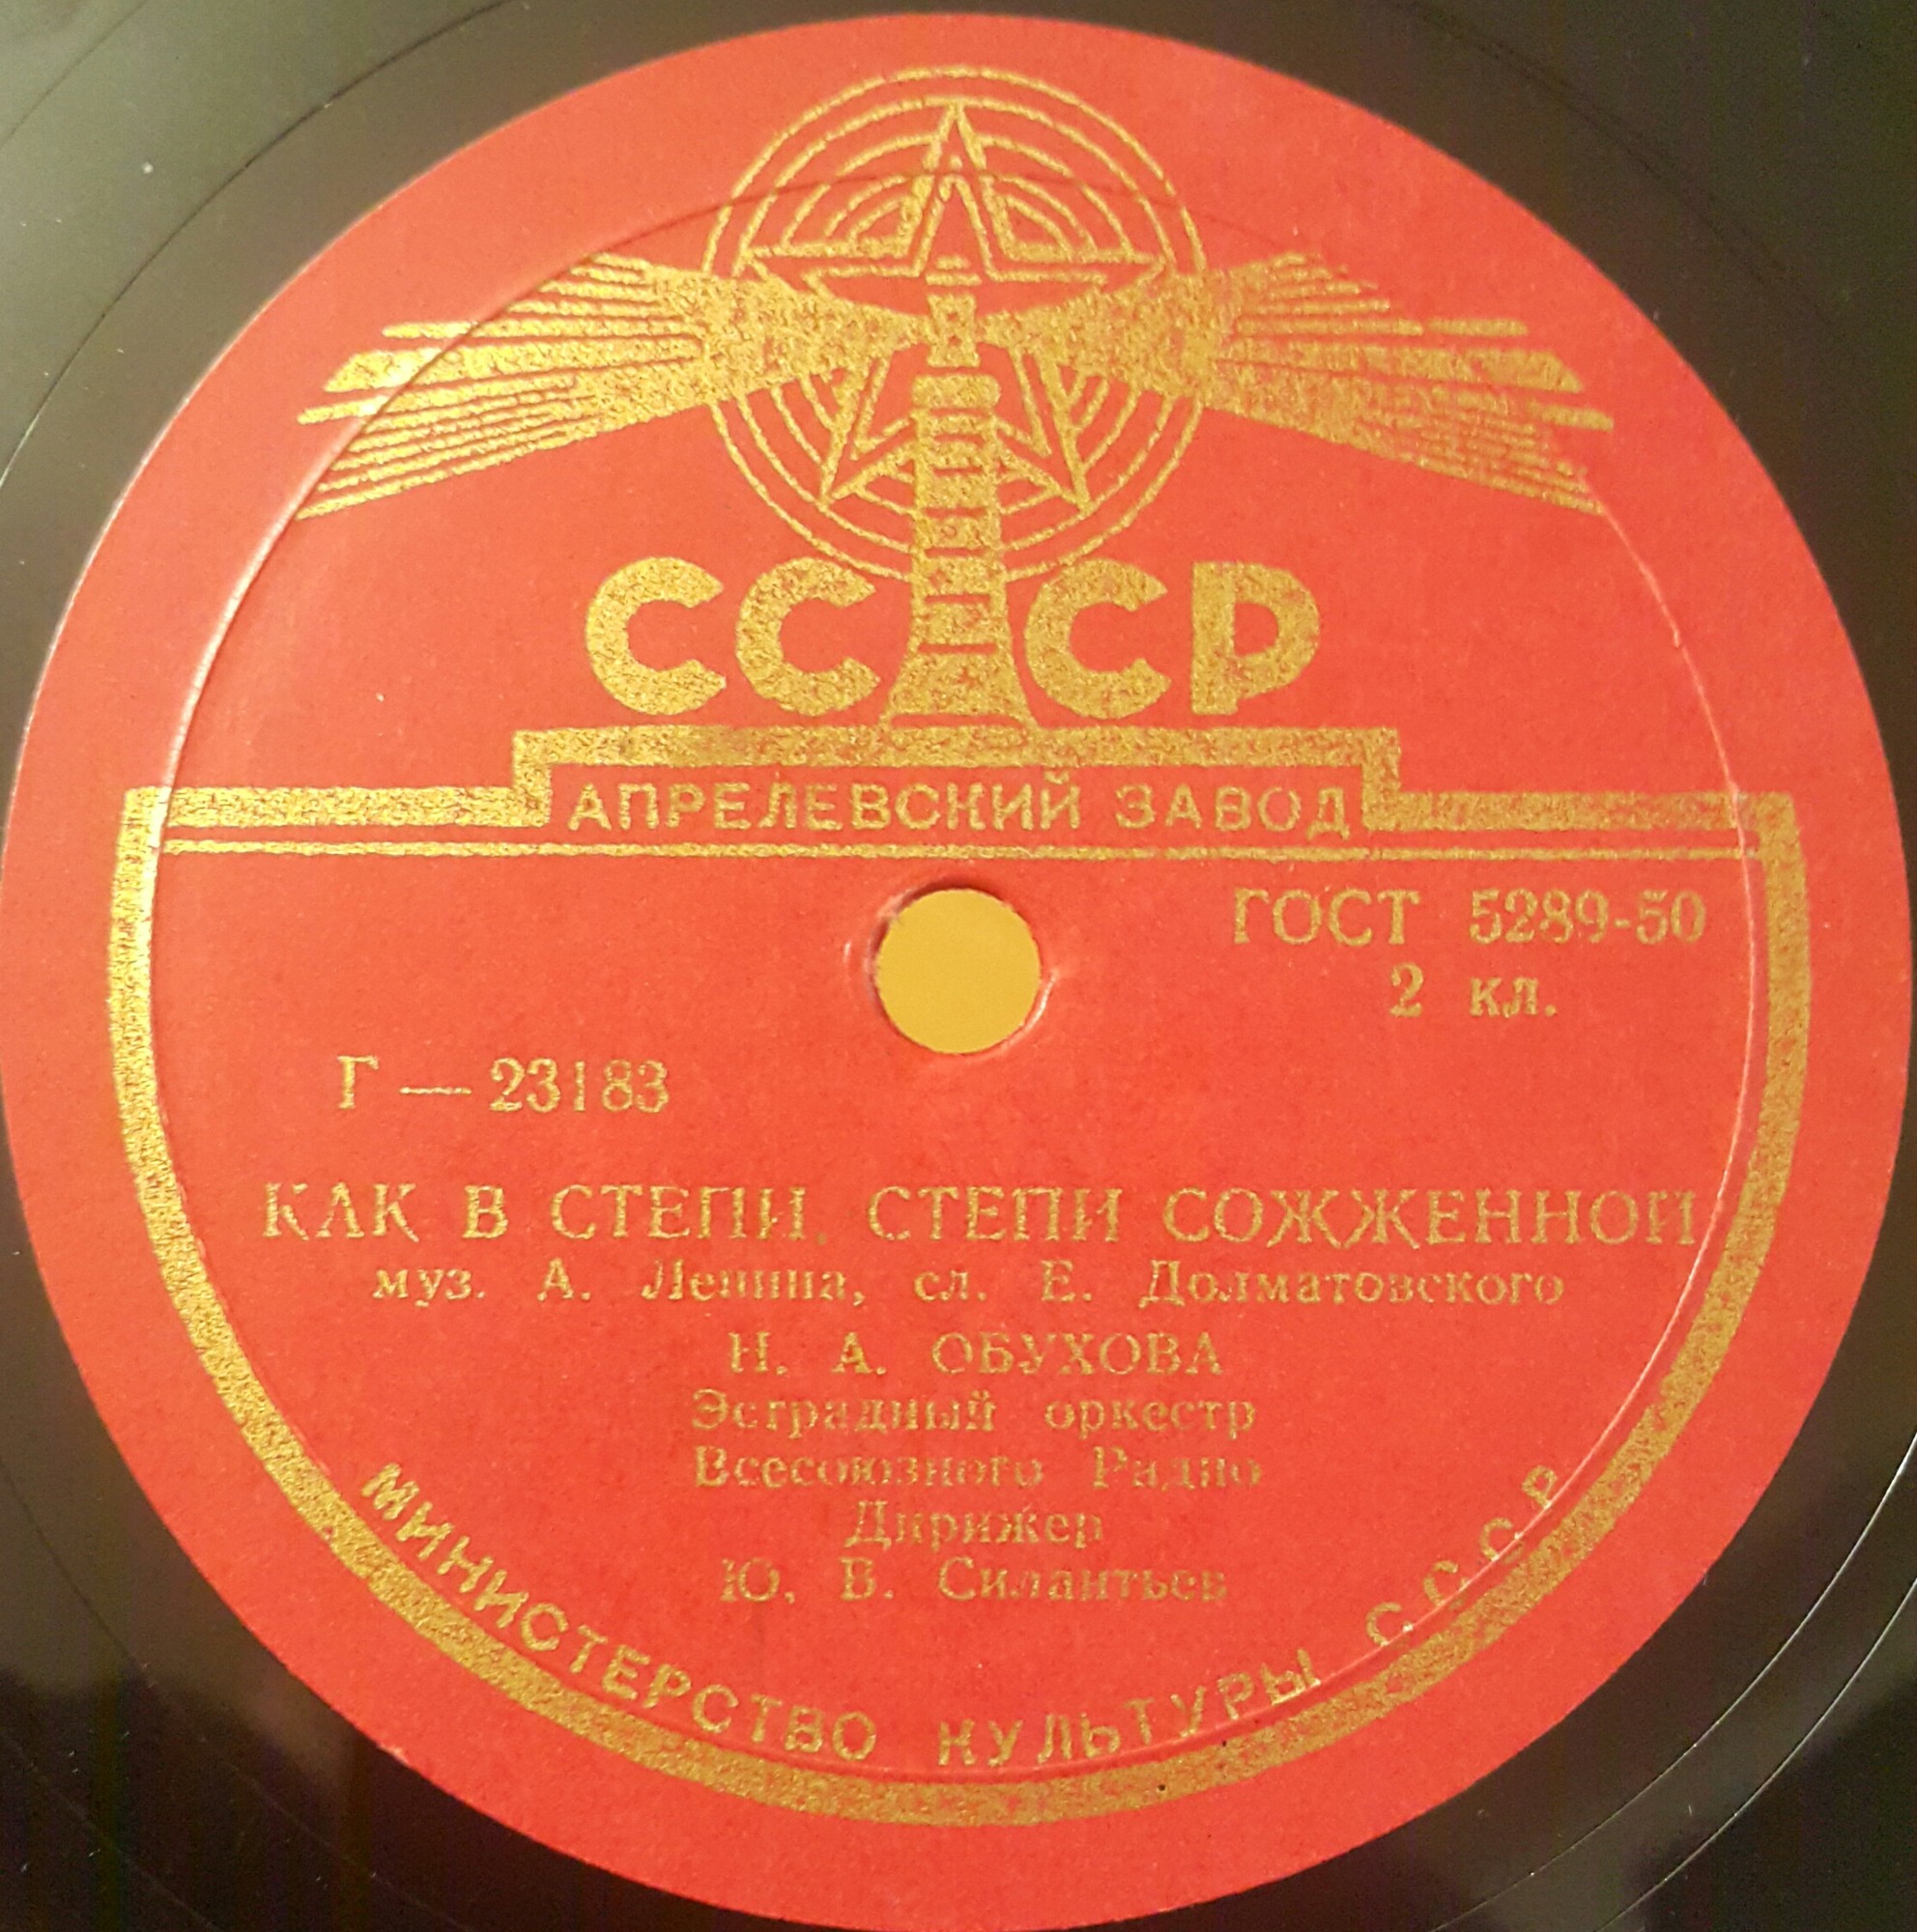 СССР
АПРЕЛЕВСКИЙ ЗАВОД
ГОСТ 5289-50
2 кл.
Г — 23183
КАК В СТЕПИ, СТЕПИ СОЖЖЕННОЙ
муз. А. Лепина, сл. Е. Долматовского
Н. А. ОБУХОВА
Эстрадный оркестр
Всесоюзного Радио
Дирижер
Ю. В. Силантьев
МИНИСТЕРСТВО КУЛЬТУРЫ СССР